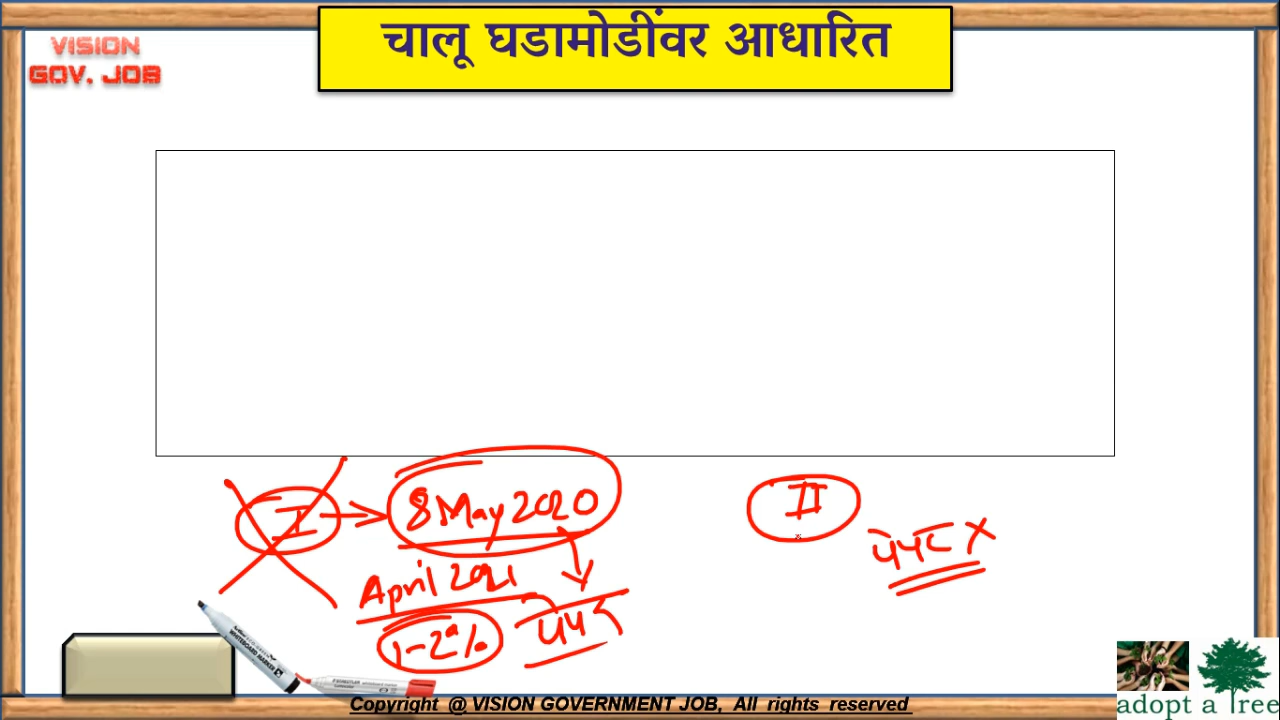 चालू घडामोडींवर आधारित
VISION
GOV. JOB
I → 8 May 2020
II
April 2021
1-2%
Copyright @ VISION GOVERNMENT JOB, All rights reserved
adopt a Tree